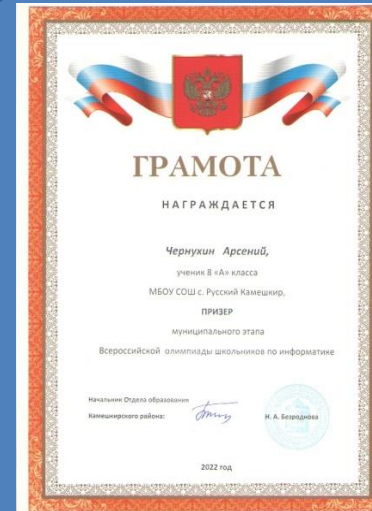 ГРАМОТА
НАГРАЖДАЕТСЯ
Чернухин Арсений,
ученик 8 «А» класса
МБОУ СОШ с. Русский Камешкир,
ПРИЗЕР
муниципального этапа
Всероссийской олимпиады школьников по информатике
Начальник Отдела образования
Камешкирского района:
Н. А. Безроднова
2022 год